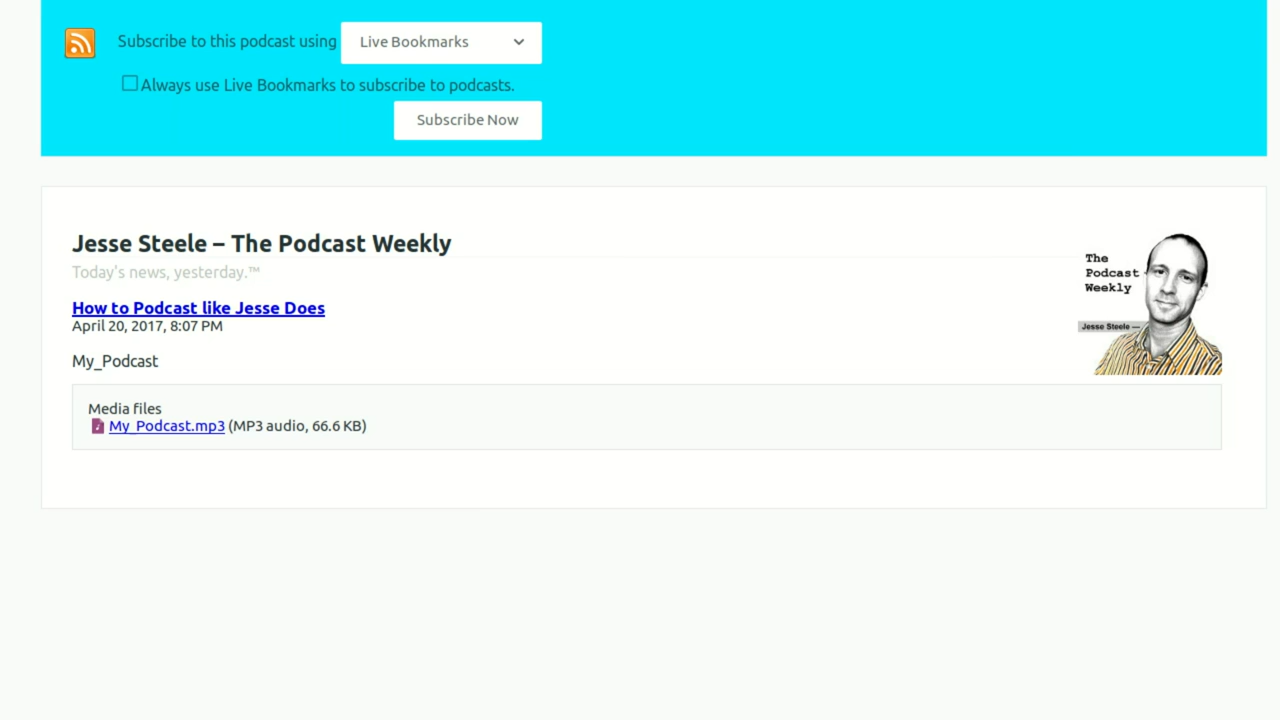 Subscribe to this podcast using Live Bookmarks
Always use Live Bookmarks to subscribe to podcasts.
Subscribe Now
Jesse Steele – The Podcast Weekly
Today's news, yesterday.™
How to Podcast like Jesse Does
April 20, 2017, 8:07 PM
My_Podcast
The
Podcast
Weekly
Jesse Steele —
Media files
My_Podcast.mp3 (MP3 audio, 66.6 KB)